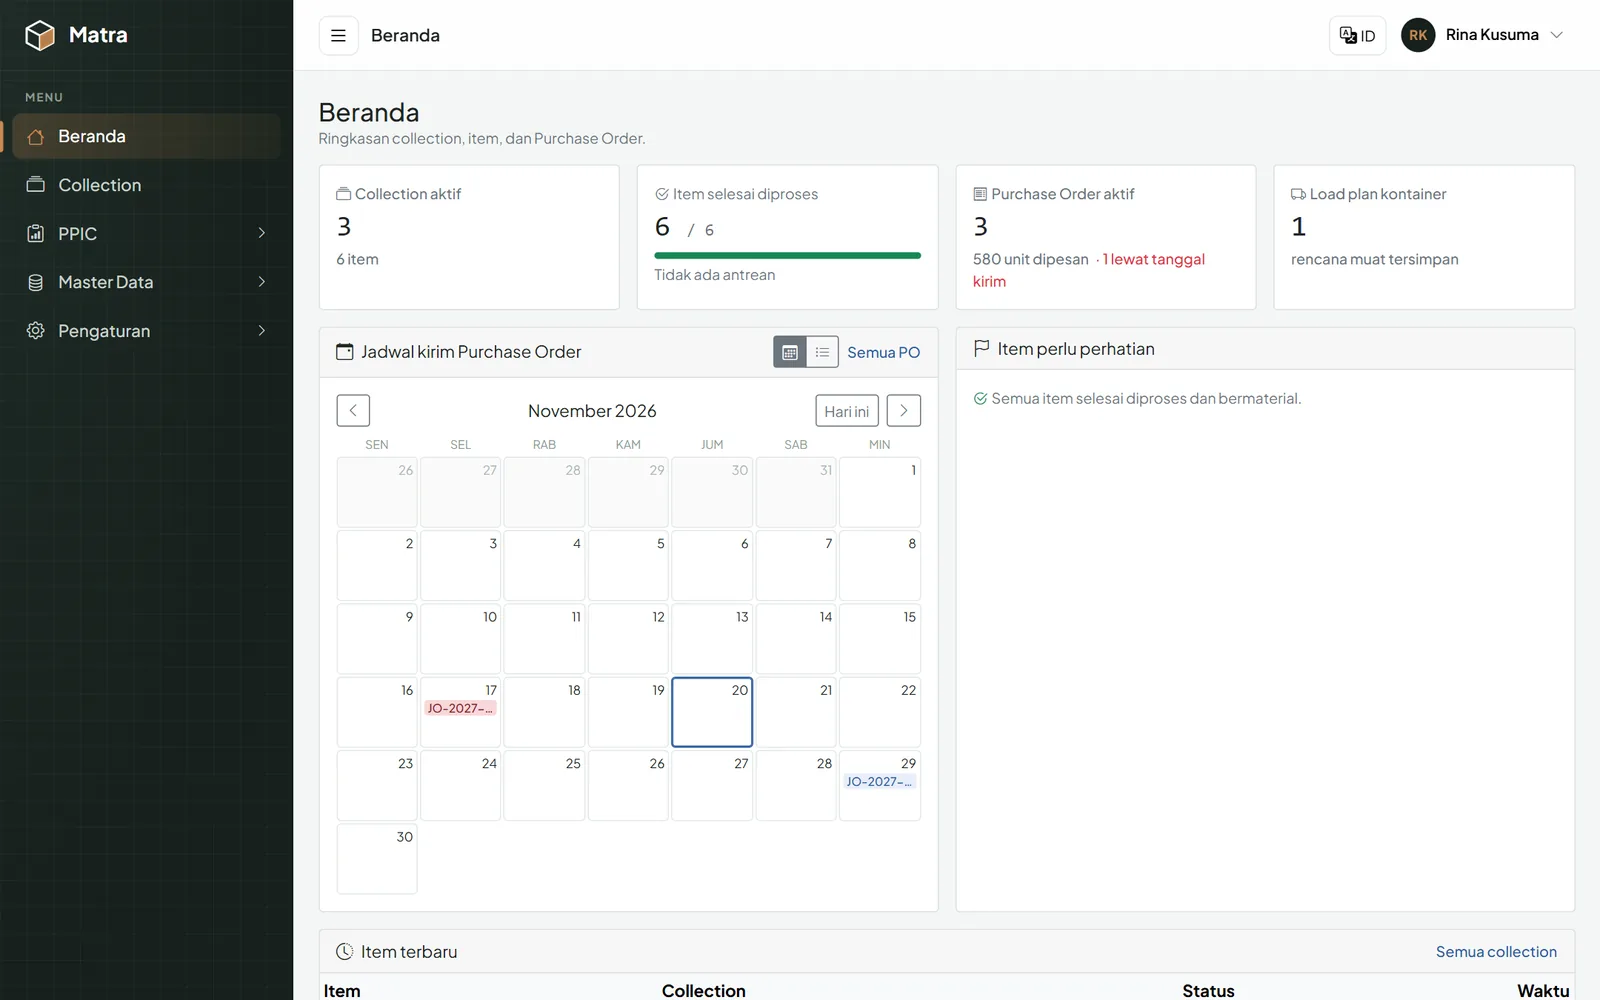 Matra
Beranda
ID
RK
Rina Kusuma
MENU
Beranda
Collection
PPIC
Master Data
Pengaturan
Beranda
Ringkasan collection, item, dan Purchase Order.
Collection aktif
3
6 item
Item selesai diproses
6 / 6
Tidak ada antrean
Purchase Order aktif
3
580 unit dipesan · 1 lewat tanggal
kirim
Load plan kontainer
1
rencana muat tersimpan
Jadwal kirim Purchase Order
Semua PO
November 2026
Hari ini
SEN SEL RAB KAM JUM SAB MIN
26 27 28 29 30 31 1
2 3 4 5 6 7 8
9 10 11 12 13 14 15
16 17 18 19 20 21 22
JO-2027-...
23 24 25 26 27 28 29
JO-2027-...
30
Item perlu perhatian
Semua item selesai diproses dan bermaterial.
Item terbaru
Semua collection
Item Collection Status Waktu